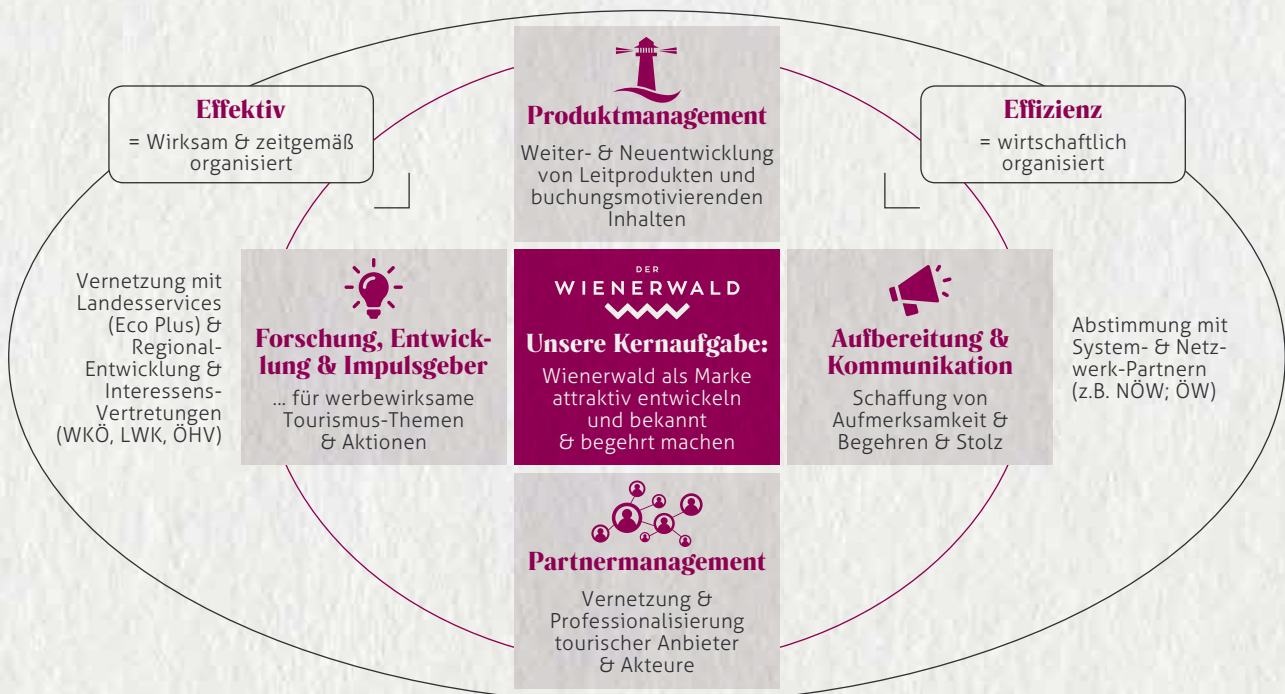 Produktmanagement
Weiter- & Neuentwicklung
von Leitprodukten und
buchungsmotivierenden
Inhalten
Effektiv
= Wirksam & zeitgemäß
organisiert
Effizienz
= wirtschaftlich
organisiert
Vernetzung mit
Landesservices
(Eco Plus) &
Regional-
Entwicklung &
Interessens-
Vertretungen
(WKÖ, LWK, ÖHV)
Forschung, Entwick-
lung & Impulsgeber
... für werbewirksame
Tourismus-Themen
& Aktionen
DER
WIENERWALD
Unsere Kernaufgabe:
Wienerwald als Marke
attraktiv entwickeln
und bekannt
& begehrt machen
Aufbereitung &
Kommunikation
Schaffung von
Aufmerksamkeit &
Begehren & Stolz
Abstimmung mit
System- & Netz-
werk-Partnern
(z.B. NÖW; ÖW)
Partnermanagement
Vernetzung &
Professionalisierung
tourischer Anbieter
& Akteure